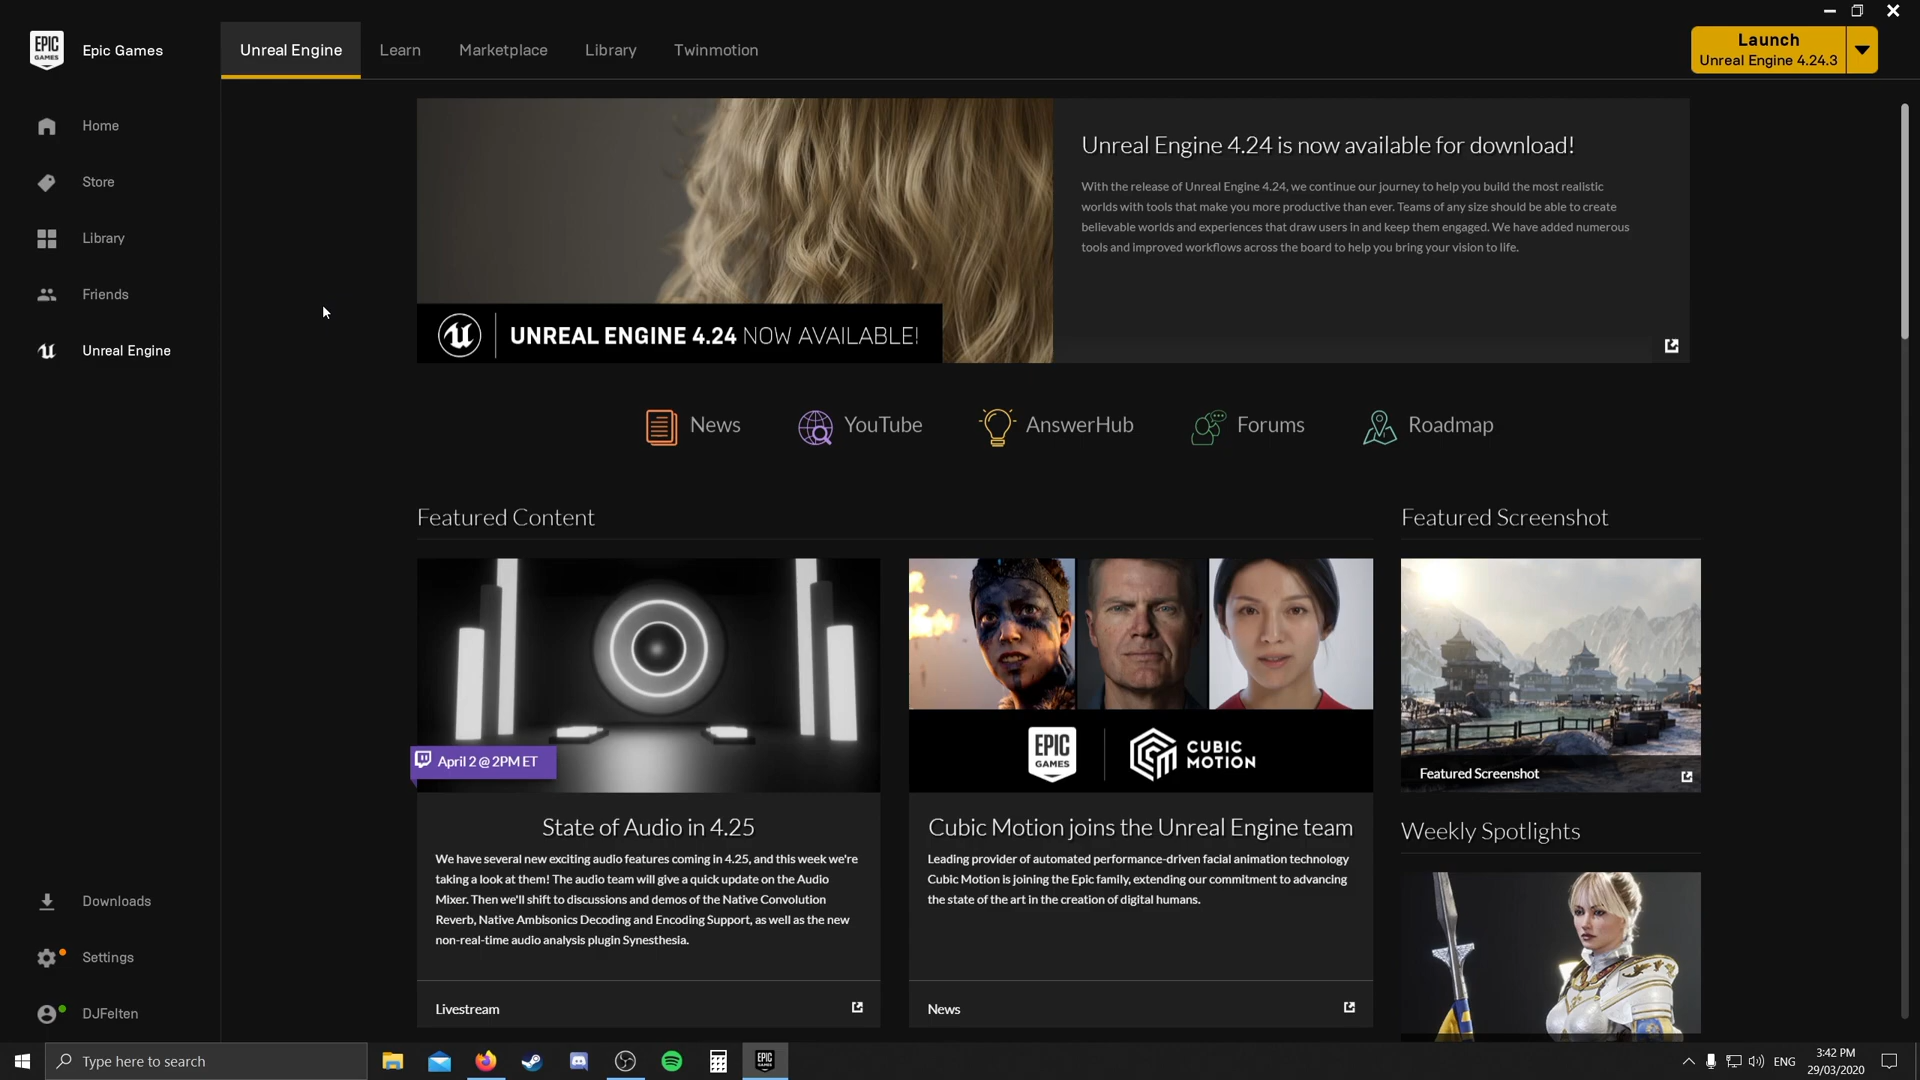 EPIC
GAMES
Epic Games
Unreal Engine
Learn
Marketplace
Library
Twinmotion
Launch
Unreal Engine 4.24.3
Home
Store
Library
Friends
Unreal Engine
Unreal Engine 4.24 is now available for download!
With the release of Unreal Engine 4.24, we continue our journey to help you build the most realistic
worlds with tools that make you more productive than ever. Teams of any size should be able to create
believable worlds and experiences that draw users in and keep them engaged. We have added numerous
tools and improved workflows across the board to help you bring your vision to life.
UNREAL ENGINE 4.24 NOW AVAILABLE!
News
YouTube
AnswerHub
Forums
Roadmap
Featured Content
April 2 @ 2PM ET
State of Audio in 4.25
We have several new exciting audio features coming in 4.25, and this week we're
taking a look at them! The audio team will give a quick update on the Audio
Mixer. Then we'll shift to discussions and demos of the Native Convolution
Reverb, Native Ambisonics Decoding and Encoding Support, as well as the new
non-real-time audio analysis plugin Synesthesia.
Livestream
EPIC
GAMES
CUBIC
MOTION
Cubic Motion joins the Unreal Engine team
Leading provider of automated performance-driven facial animation technology
Cubic Motion is joining the Epic family, extending our commitment to advancing
the state of the art in the creation of digital humans.
News
Featured Screenshot
Featured Screenshot
Weekly Spotlights
Downloads
Settings
DJFelten
Type here to search
EPIC
GAMES
ENG
3:42 PM
29/03/2020